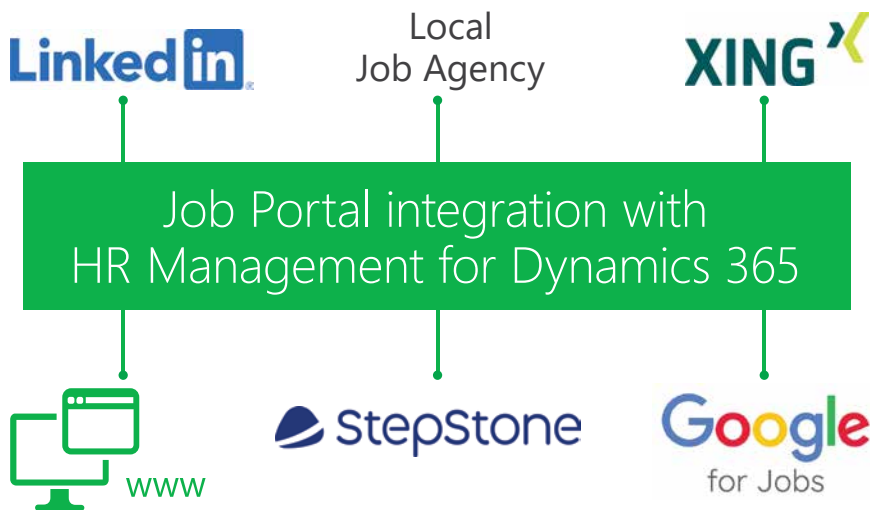 LinkedIn
Local
Job Agency
XING
Job Portal integration with
HR Management for Dynamics 365
www
StepStone
Google
for Jobs